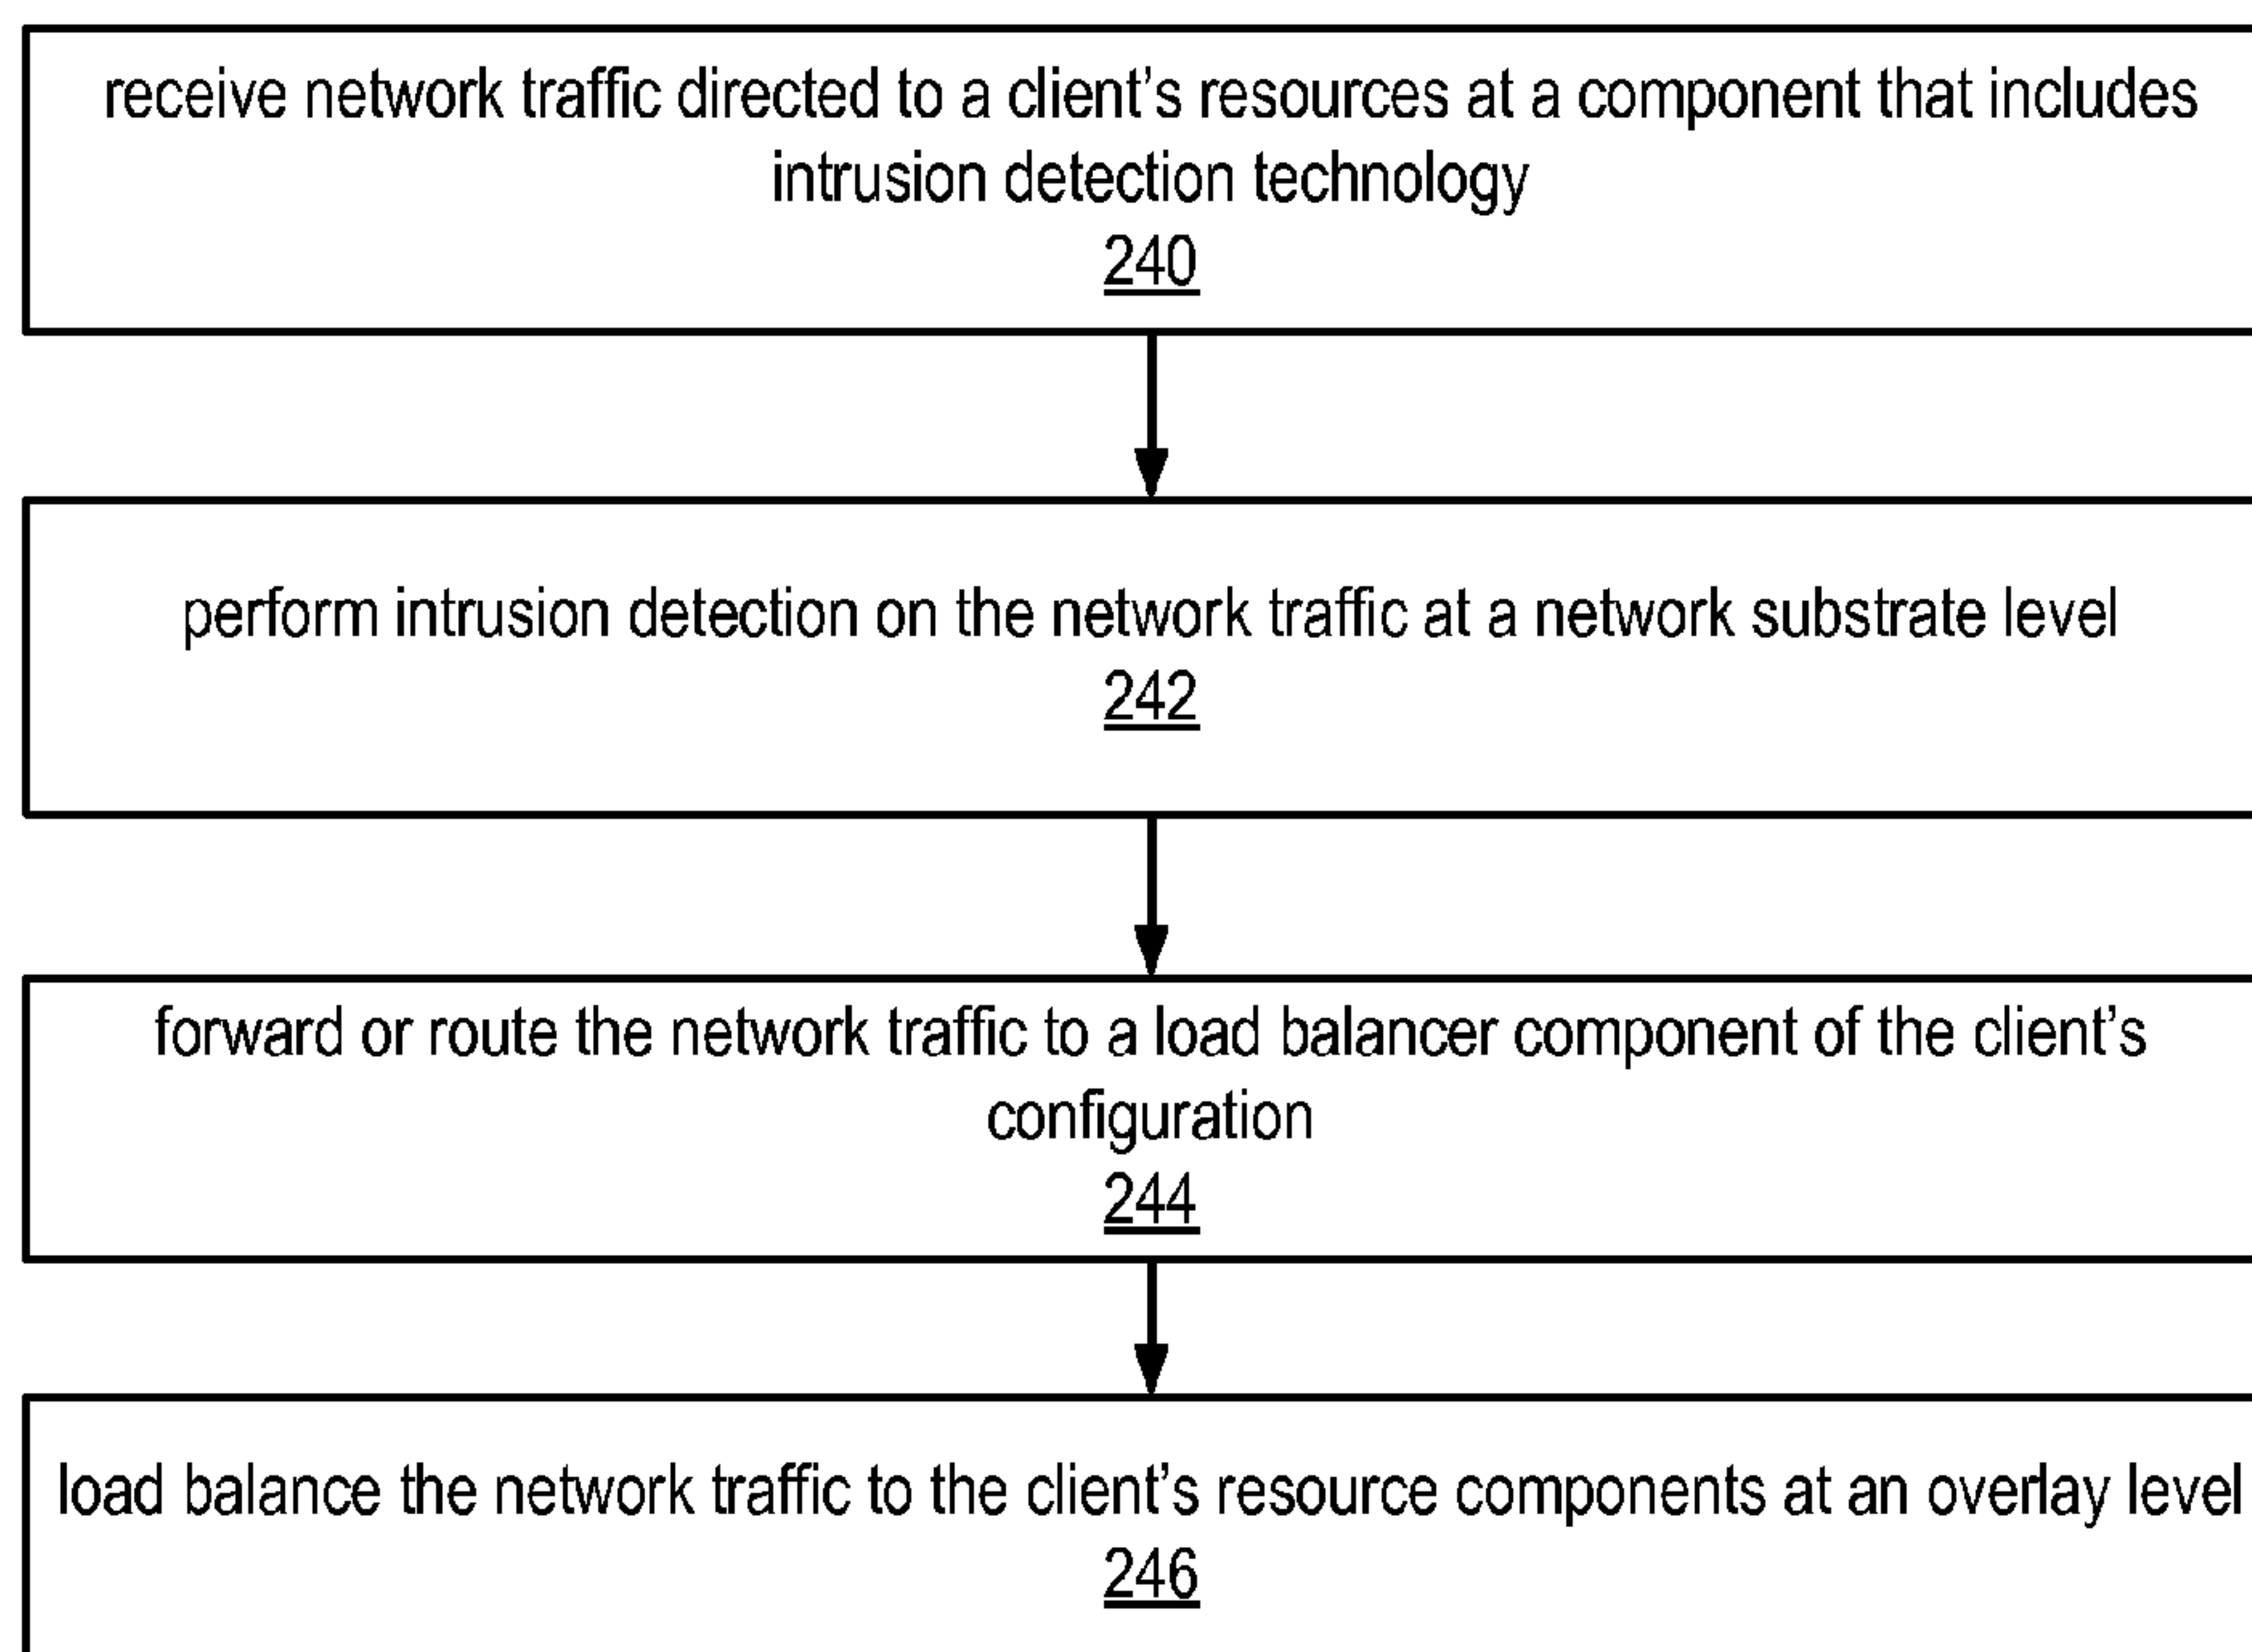 receive network traffic directed to a client's resources at a component that includes
intrusion detection technology
240
perform intrusion detection on the network traffic at a network substrate level
242
forward or route the network traffic to a load balancer component of the client's
configuration
244
load balance the network traffic to the client's resource components at an overlay level
246